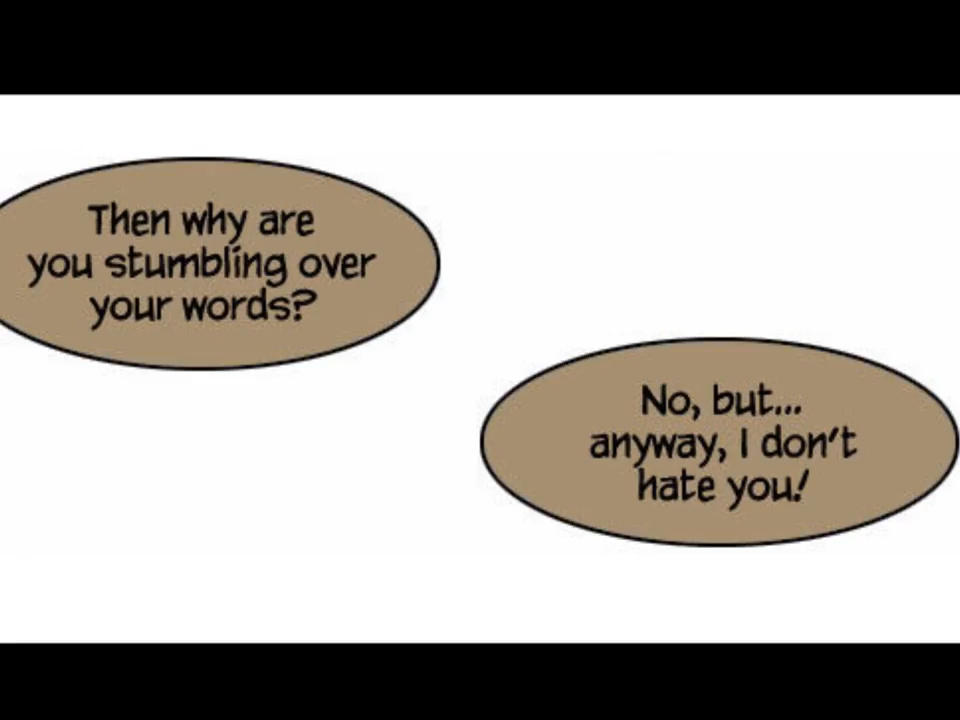 Then why are
you stumbling over
your words?
No, but...
anyway, I don't
hate you!